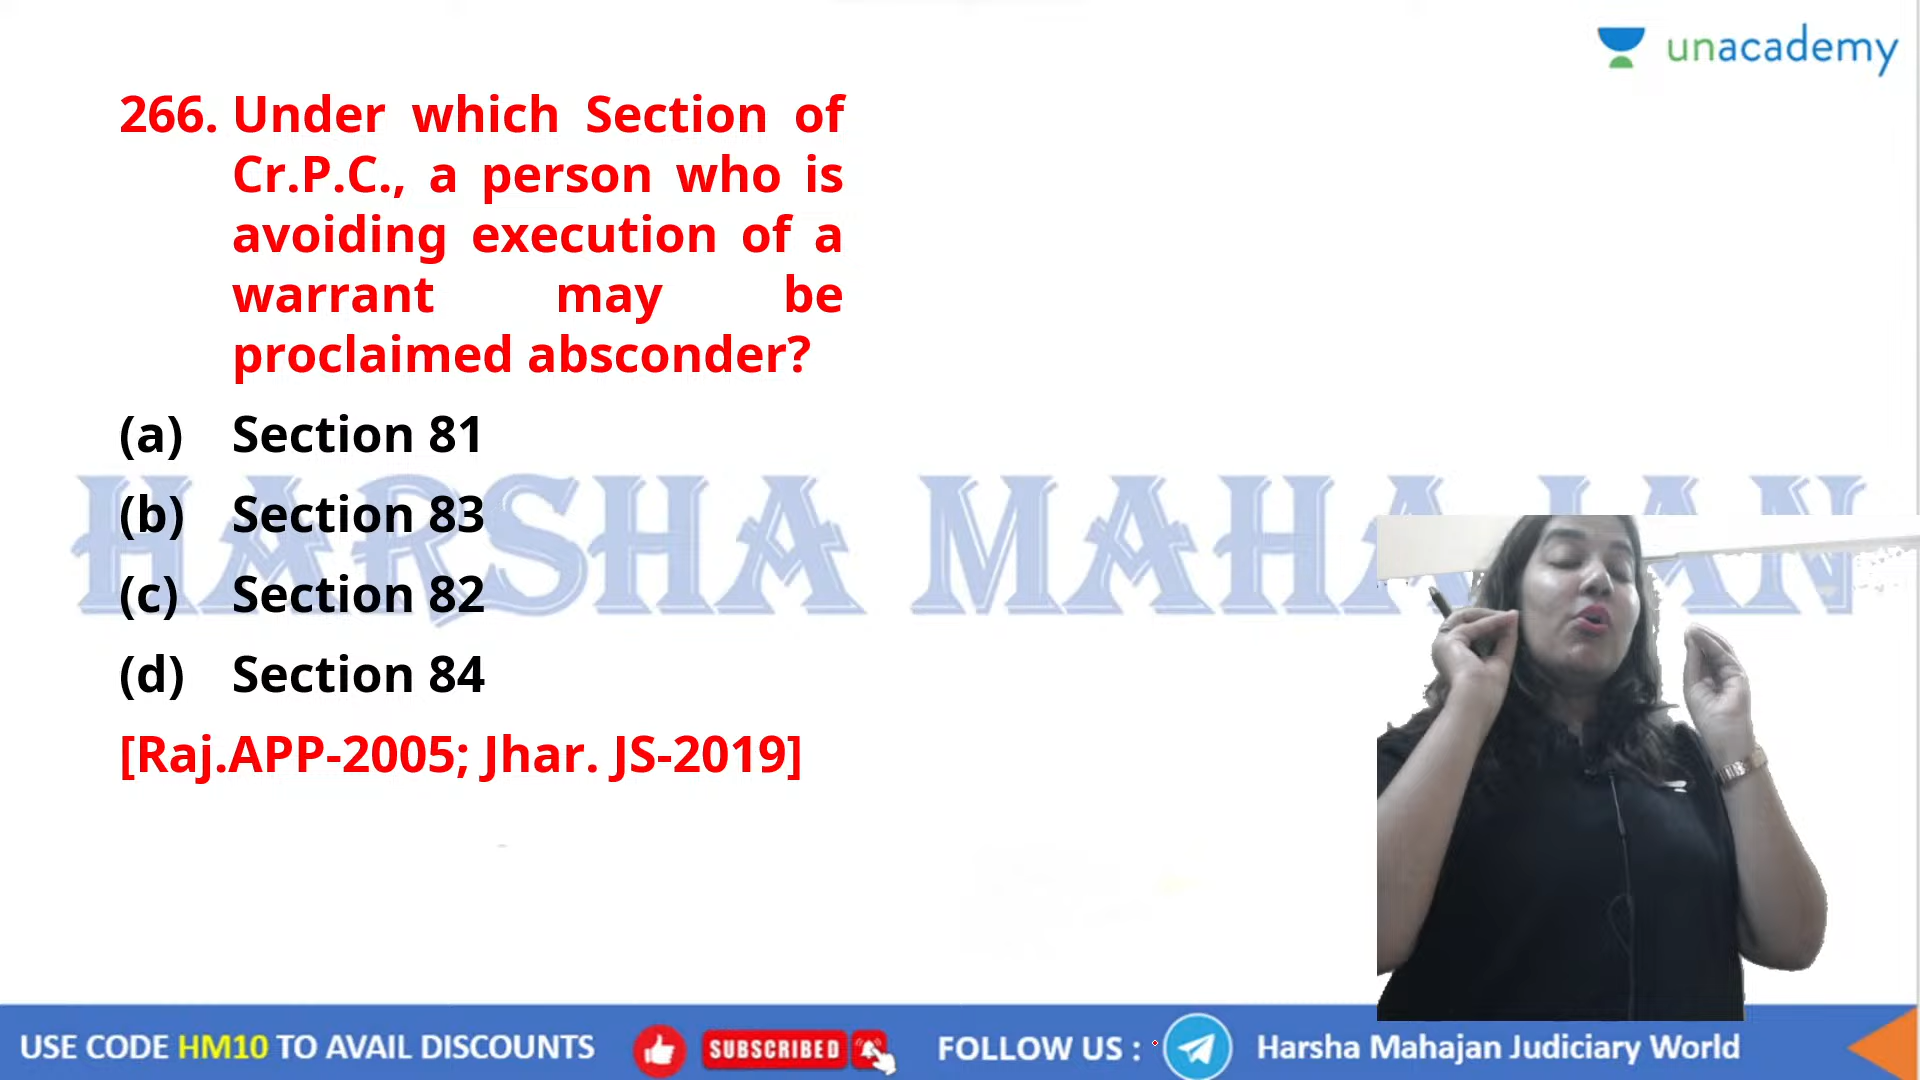 unacademy
266. Under which Section of
Cr.P.C., a person who is
avoiding execution of a
warrant may be
proclaimed absconder?
(a) Section 81
(b) Section 83
(c) Section 82
(d) Section 84
[Raj.APP-2005; Jhar. JS-2019]
HARSHA MAHAJAN
USE CODE HM10 TO AVAIL DISCOUNTS
SUBSCRIBED
FOLLOW US :
Harsha Mahajan Judiciary World